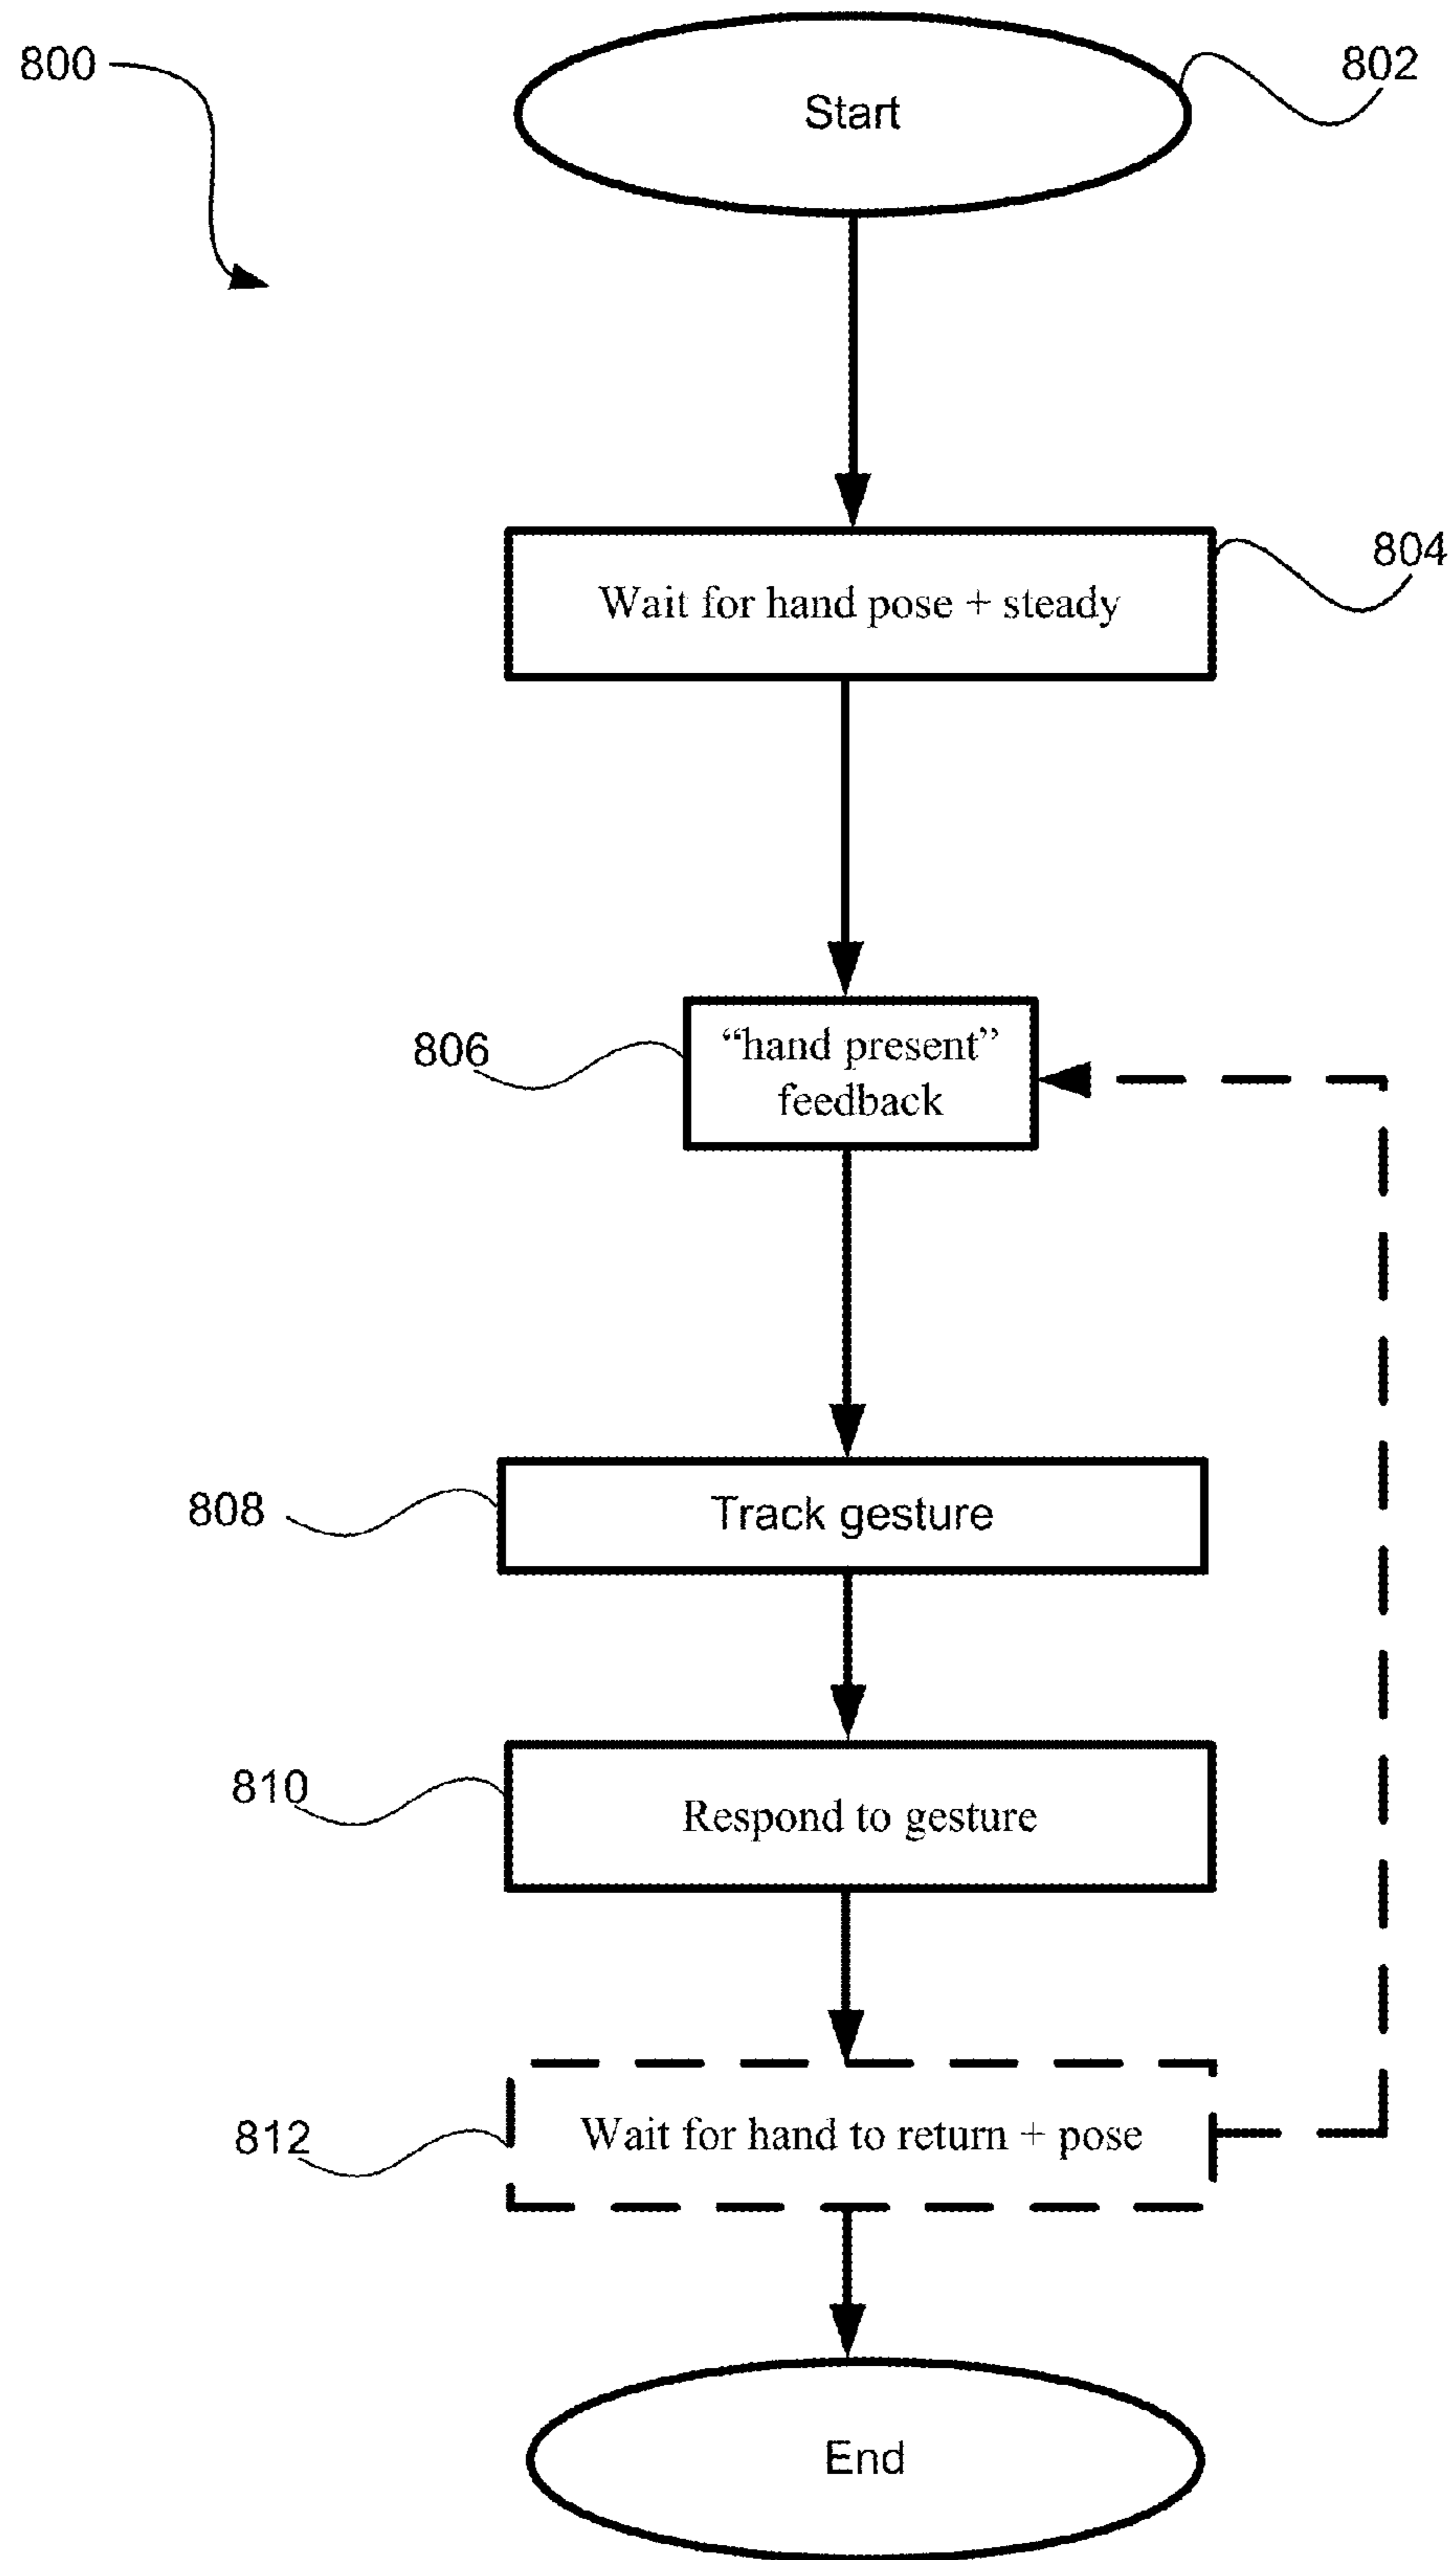 800
802
Start
804
Wait for hand pose + steady
806
“hand present”
feedback
808
Track gesture
810
Respond to gesture
812
Wait for hand to return + pose
End